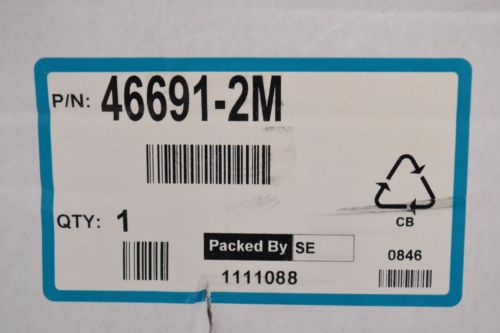 P/N: 46691-2M
QTY: 1
CB
Packed By SE
0846
1111088